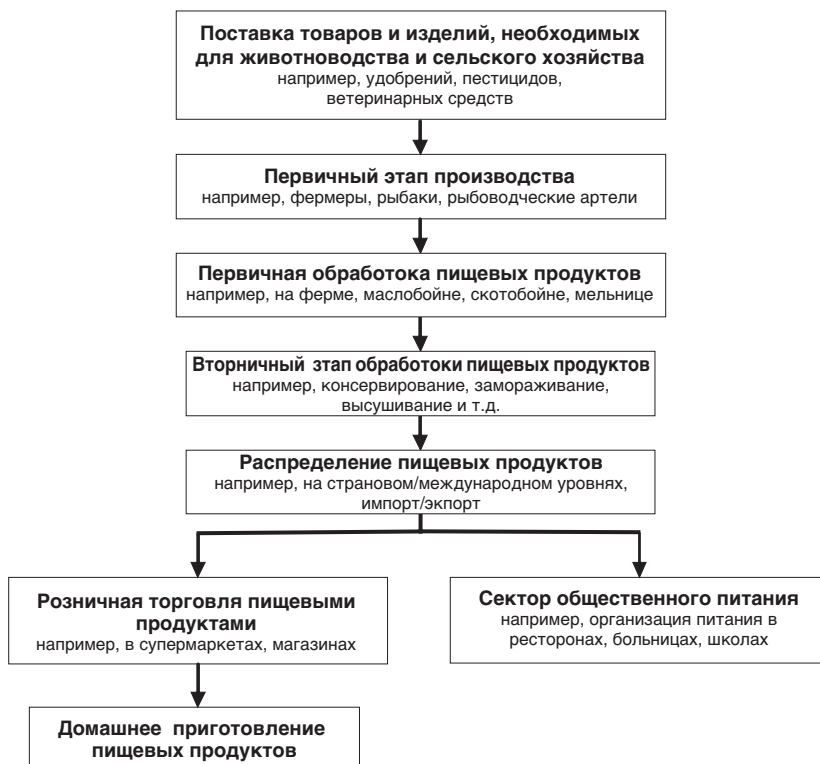 Поставка товаров и изделий, необходимых
для животноводства и сельского хозяйства
например, удобрений, пестицидов,
ветеринарных средств
Первичный этап производства
например, фермеры, рыбаки, рыбоводческие артели
Первичная обработока пищевых продуктов
например, на ферме, маслобойне, скотобойне, мельнице
Вторичный этап обработоки пищевых продуктов
например, консервирование, замораживание,
высушивание и т.д.
Распределение пищевых продуктов
например, на страновом/международном уровнях,
импорт/экпорт
Розничная торговля пищевыми
продуктами
например, в супермаркетах, магазинах
Сектор общественного питания
например, организация питания в
ресторонах, больницах, школах
Домашнее приготовление
пищевых продуктов